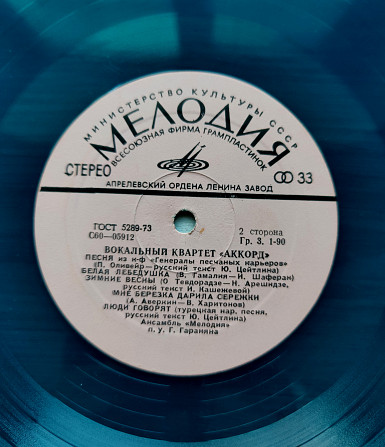 МИНИСТЕРСТВО КУЛЬТУРЫ СССР
МЕЛОДИЯ
ВСЕСОЮЗНАЯ ФИРМА ГРАМПЛАСТИНОК
СТЕРЕО
33
АПРЕЛЕВСКИЙ ОРДЕНА ЛЕНИНА ЗАВОД
ГОСТ 5289-73
С60—05912
2 сторона
Гр. 3. 1-90
ВОКАЛЬНЫЙ КВАРТЕТ «АККОРД»
ПЕСНЯ из к-ф «Генералы песчаных карьеров»
(П. Оливейр—русский текст Ю. Цейтлина)
БЕЛАЯ ЛЕБЕДУШКА (В. Тамалин—И. Шаферан)
ЗИМНИЕ ВЕСНЫ (О Тевдорадзе—Н. Арешидзе,
русский текст И Кашежевой)
МНЕ БЕРЕЗКА ДАРИЛА СЕРЕЖКИ
(А. Аверкин—В. Харитонов)
ЛЮДИ ГОВОРЯТ (турецкая нар. песня,
русский текст Ю. Цейтлина)
Ансамбль «Мелодия»
п. у. Г. Гараняна